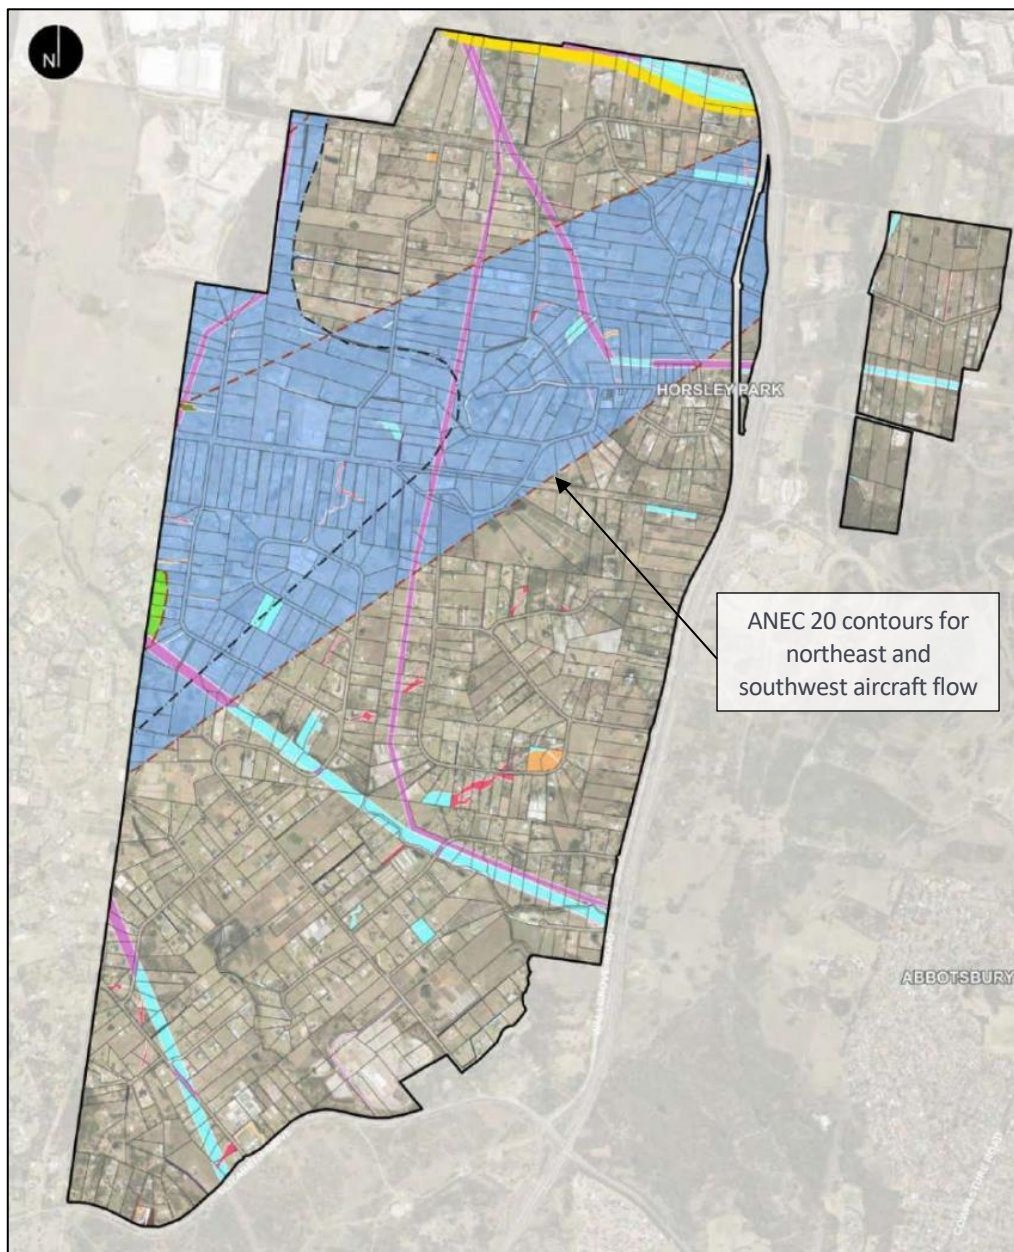 N
HORSLEY PARK
ANEC 20 contours for
northeast and
southwest aircraft flow
ABBOTSBURY